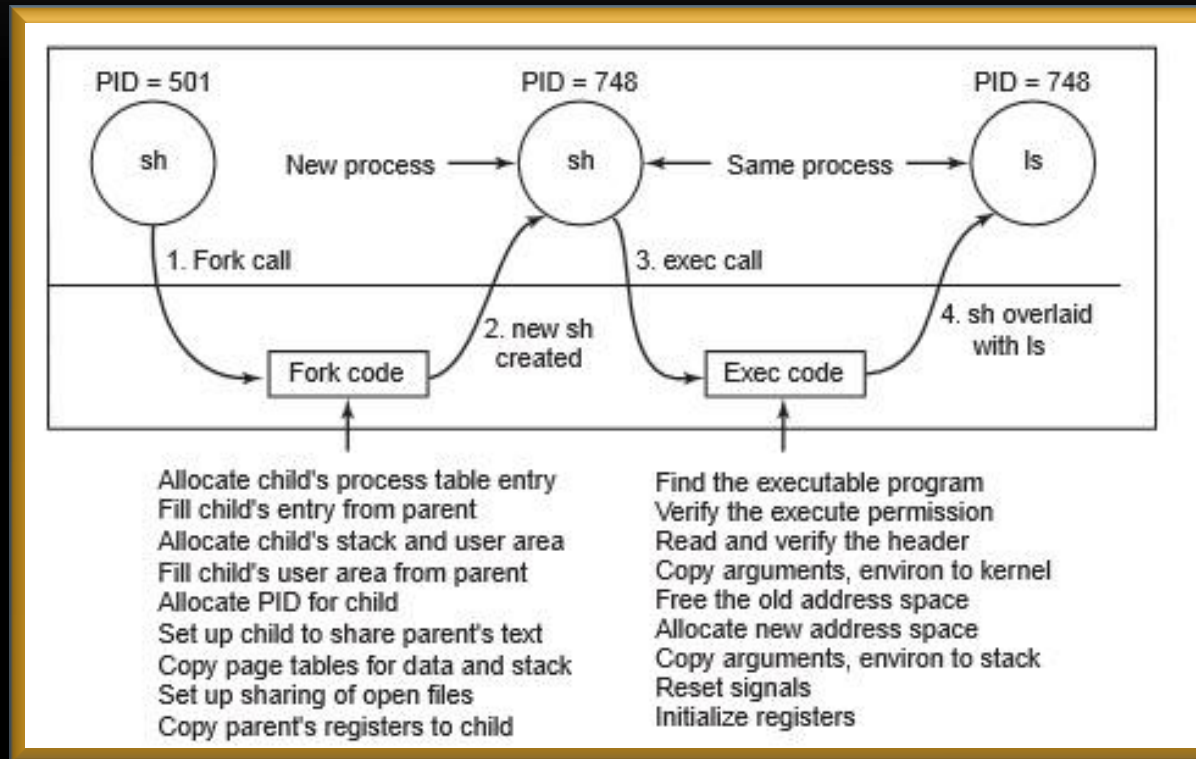 PID = 501
PID = 748
PID = 748
sh
New process
sh
Same process
ls
1. Fork call
3. exec call
2. new sh
created
4. sh overlaid
with ls
Fork code
Exec code
Allocate child's process table entry
Fill child's entry from parent
Allocate child's stack and user area
Fill child's user area from parent
Allocate PID for child
Set up child to share parent's text
Copy page tables for data and stack
Set up sharing of open files
Copy parent's registers to child
Find the executable program
Verify the execute permission
Read and verify the header
Copy arguments, environ to kernel
Free the old address space
Allocate new address space
Copy arguments, environ to stack
Reset signals
Initialize registers